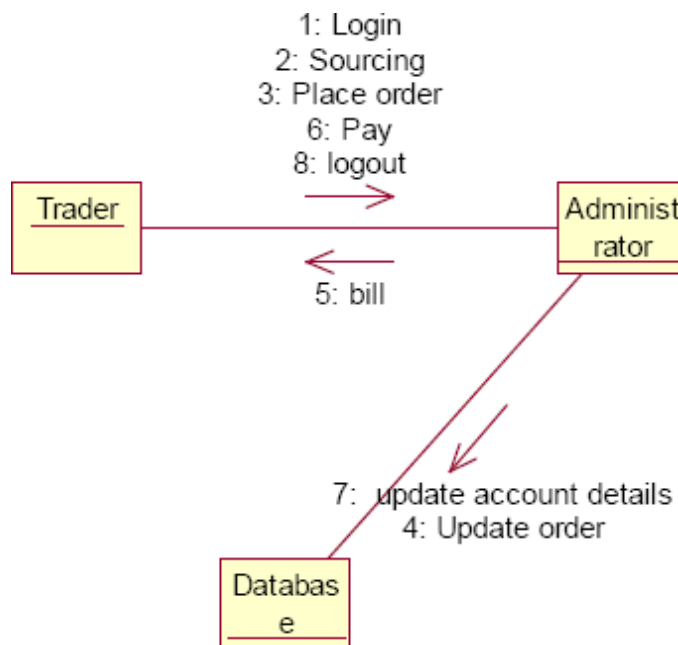 1: Login
2: Sourcing
3: Place order
6: Pay
8: logout
Trader
Administ
rator
5: bill
7: update account details
4: Update order
Databas
e